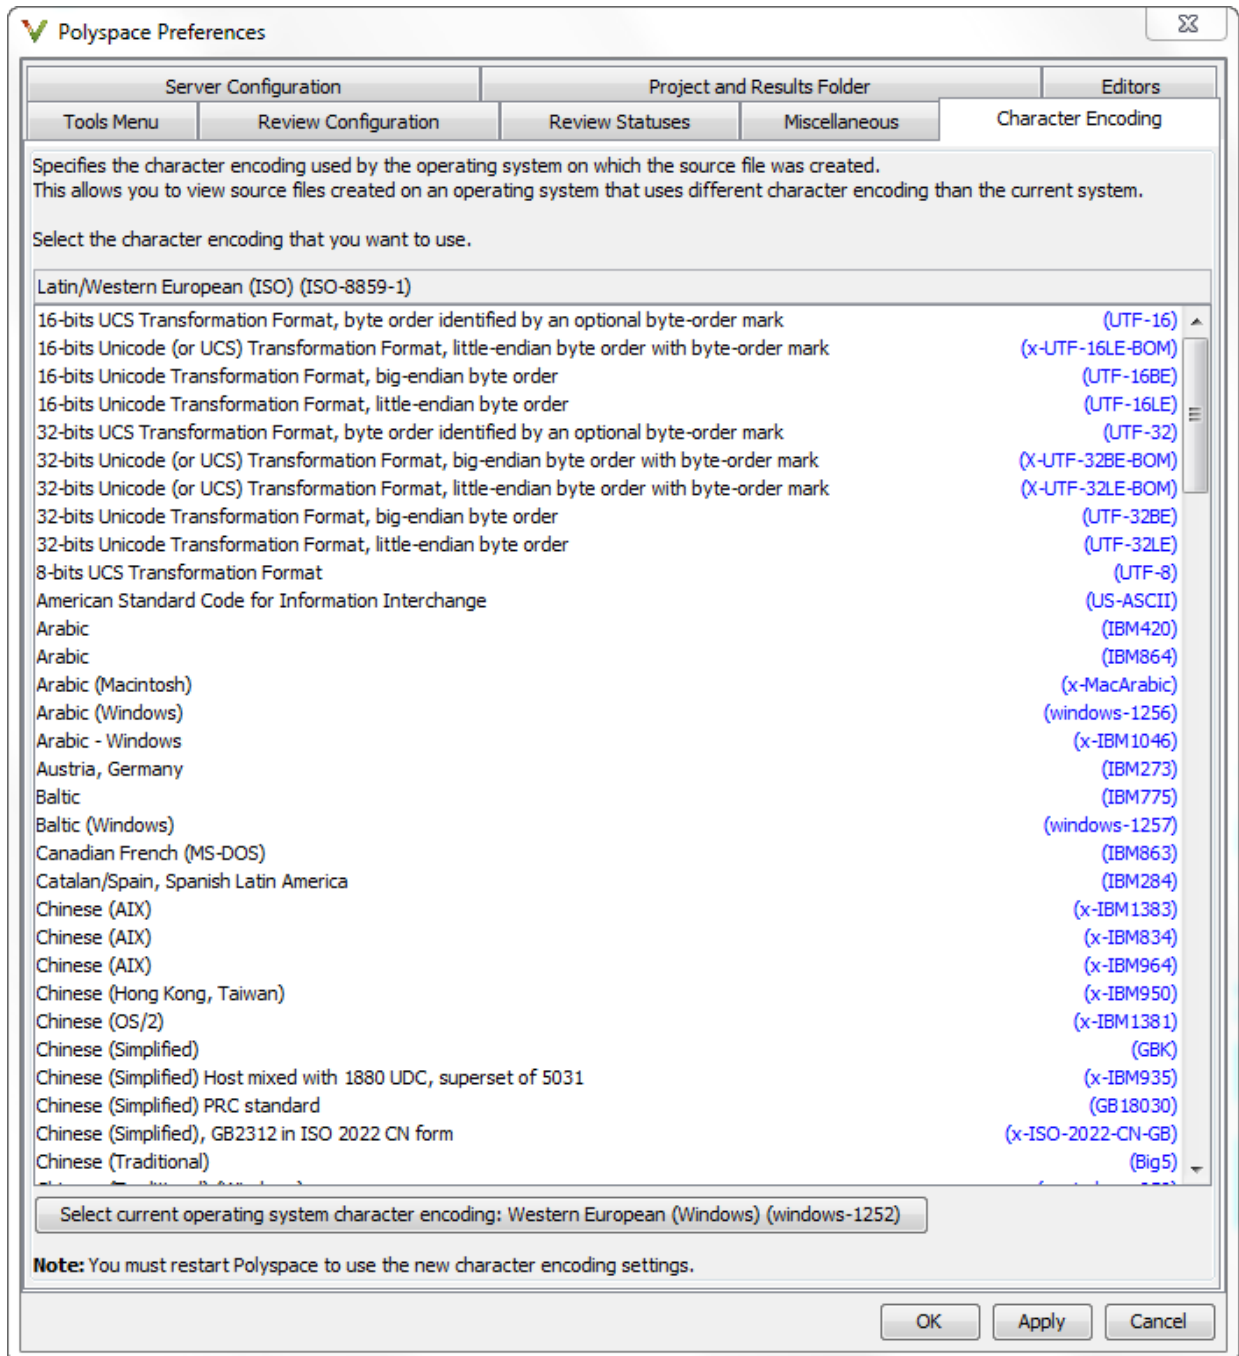 Polyspace Preferences
Server Configuration
Project and Results Folder
Editors
Tools Menu
Review Configuration
Review Statuses
Miscellaneous
Character Encoding
Specifies the character encoding used by the operating system on which the source file was created.
This allows you to view source files created on an operating system that uses different character encoding than the current system.
Select the character encoding that you want to use.
Latin/Western European (ISO) (ISO-8859-1)
16-bits UCS Transformation Format, byte order identified by an optional byte-order mark (UTF-16)
16-bits Unicode (or UCS) Transformation Format, little-endian byte order with byte-order mark (x-UTF-16LE-BOM)
16-bits Unicode Transformation Format, big-endian byte order (UTF-16BE)
16-bits Unicode Transformation Format, little-endian byte order (UTF-16LE)
32-bits UCS Transformation Format, byte order identified by an optional byte-order mark (UTF-32)
32-bits Unicode (or UCS) Transformation Format, big-endian byte order with byte-order mark (X-UTF-32BE-BOM)
32-bits Unicode (or UCS) Transformation Format, little-endian byte order with byte-order mark (X-UTF-32LE-BOM)
32-bits Unicode Transformation Format, big-endian byte order (UTF-32BE)
32-bits Unicode Transformation Format, little-endian byte order (UTF-32LE)
8-bits UCS Transformation Format (UTF-8)
American Standard Code for Information Interchange (US-ASCII)
Arabic (IBM420)
Arabic (IBM864)
Arabic (Macintosh) (x-MacArabic)
Arabic (Windows) (windows-1256)
Arabic - Windows (x-IBM1046)
Austria, Germany (IBM273)
Baltic (IBM775)
Baltic (Windows) (windows-1257)
Canadian French (MS-DOS) (IBM863)
Catalan/Spain, Spanish Latin America (IBM284)
Chinese (AIX) (x-IBM1383)
Chinese (AIX) (x-IBM834)
Chinese (AIX) (x-IBM964)
Chinese (Hong Kong, Taiwan) (x-IBM950)
Chinese (OS/2) (x-IBM1381)
Chinese (Simplified) (GBK)
Chinese (Simplified) Host mixed with 1880 UDC, superset of 5031 (x-IBM935)
Chinese (Simplified) PRC standard (GB18030)
Chinese (Simplified), GB2312 in ISO 2022 CN form (x-ISO-2022-CN-GB)
Chinese (Traditional) (Big5)
Select current operating system character encoding: Western European (Windows) (windows-1252)
Note: You must restart Polyspace to use the new character encoding settings.
OK
Apply
Cancel